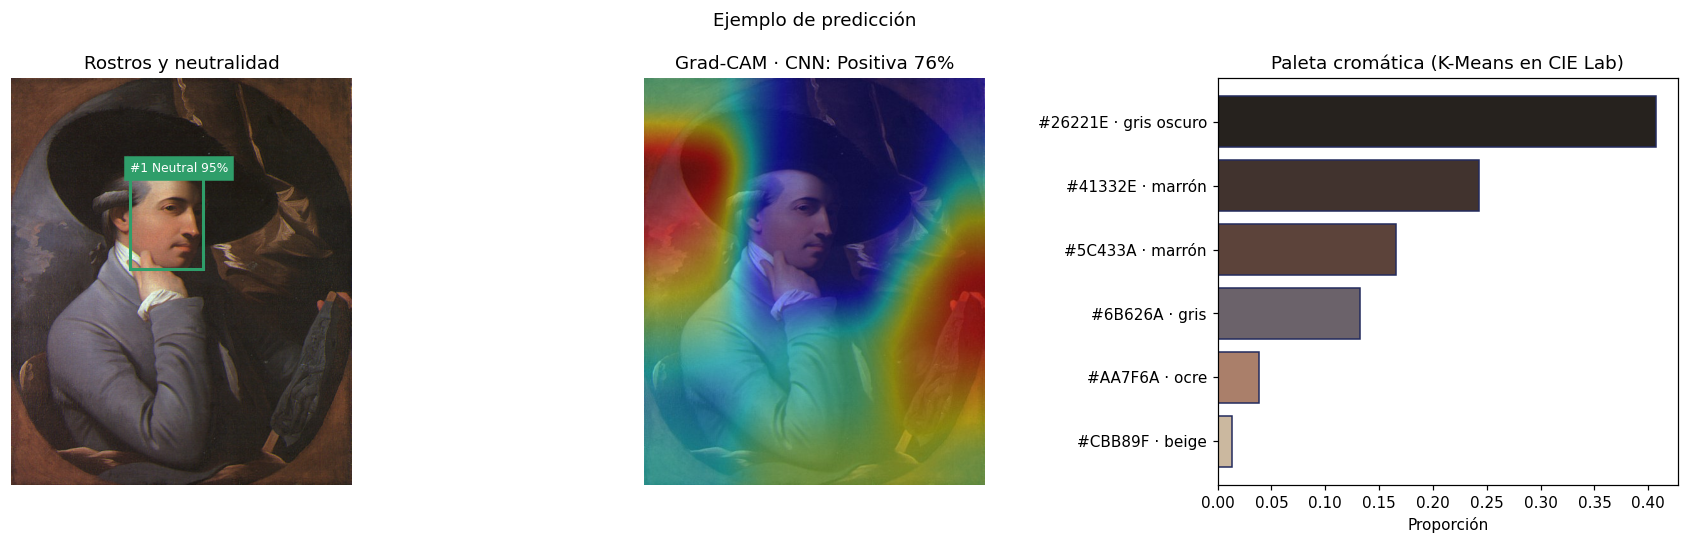 Ejemplo de predicción
Rostros y neutralidad
#1 Neutral 95%
Grad-CAM · CNN: Positiva 76%
Paleta cromática (K-Means en CIE Lab)
#26221E · gris oscuro
#41332E · marrón
#5C433A · marrón
#6B626A · gris
#AA7F6A · ocre
#CBB89F · beige
0.00 0.05 0.10 0.15 0.20 0.25 0.30 0.35 0.40
Proporción